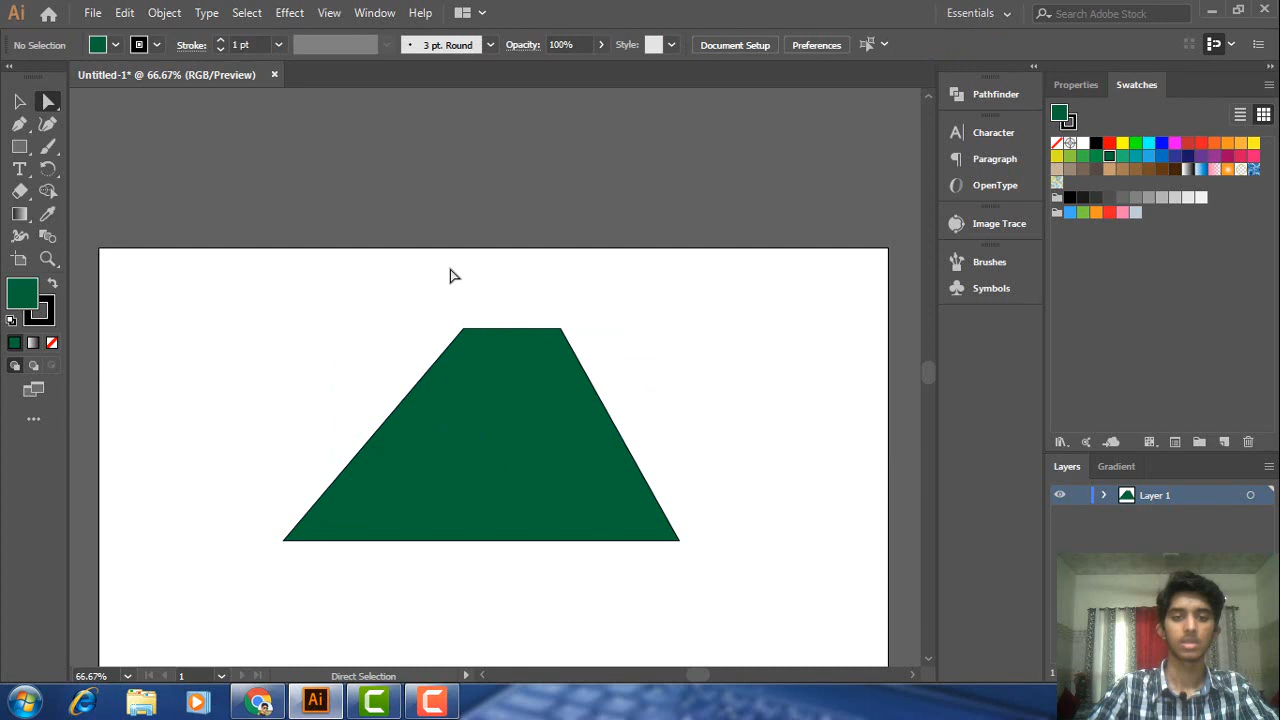 Ai File Edit Object Type Select Effect View Window Help Essentials Search Adobe Stock
No Selection Stroke: 1 pt 3 pt. Round Opacity: 100% Style: Document Setup Preferences
Untitled-1* @ 66.67% (RGB/Preview)
Pathfinder
Character
Paragraph
OpenType
Image Trace
Brushes
Symbols
Properties Swatches
Layers Gradient
Layer 1
66.67% 1 Direct Selection
1
Ai